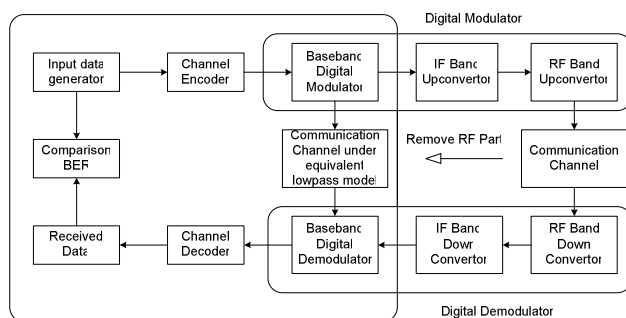 Digital Modulator
Input data
generator
Channel
Encoder
Baseband
Digital
Modulator
IF Band
Upconvertor
RF Band
Upconvertor
Comparison
BER
Communication
Channel under
equivalent
lowpass model
Remove RF Part
Communication
Channel
Received
Data
Channel
Decoder
Baseband
Digital
Demodulator
IF Band
Down
Convertor
RF Band
Down
Convertor
Digital Demodulator